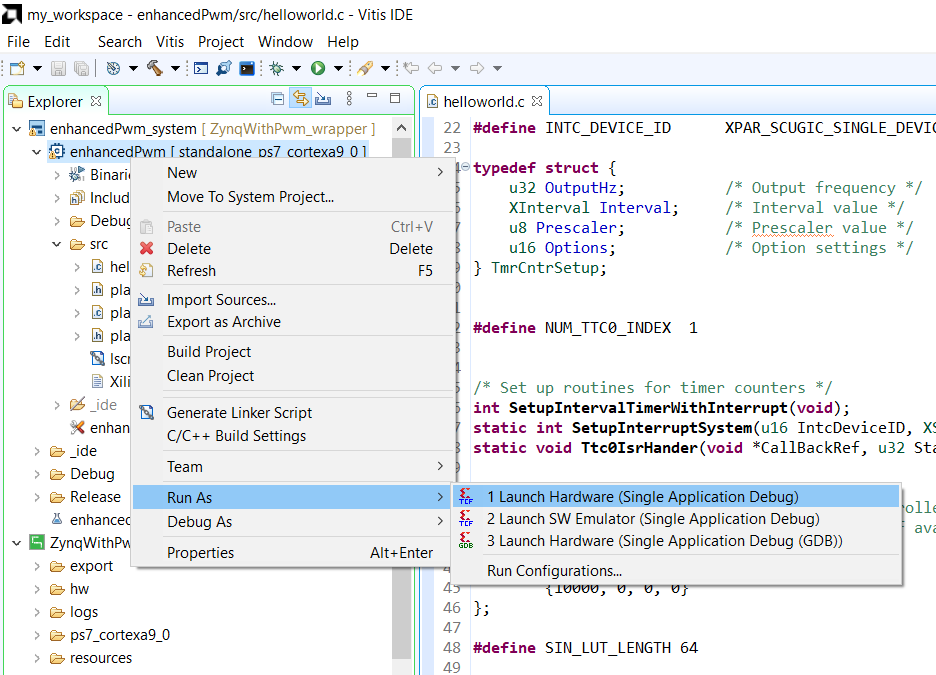 my_workspace - enhancedPwm/src/helloworld.c - Vitis IDE
File Edit Search Vitis Project Window Help
Explorer
helloworld.c
enhancedPwm_system [ ZynqWithPwm_wrapper ]
enhancedPwm [ standalone_ps7_cortexa9_0 ]
Binari
Includ
Debug
src
hel
pla
pla
pla
lscr
Xili
_ide
enhan
_ide
Debug
Release
enhanced
ZynqWithPw
export
hw
logs
ps7_cortexa9_0
resources
New
Move To System Project...
Paste Ctrl+V
Delete Delete
Refresh F5
Import Sources...
Export as Archive
Build Project
Clean Project
Generate Linker Script
C/C++ Build Settings
Team
Run As
Debug As
Properties Alt+Enter
1 Launch Hardware (Single Application Debug)
2 Launch SW Emulator (Single Application Debug)
3 Launch Hardware (Single Application Debug (GDB))
Run Configurations...
22 #define INTC_DEVICE_ID XPAR_SCUGIC_SINGLE_DEVIC
23
typedef struct {
u32 OutputHz; /* Output frequency */
XInterval Interval; /* Interval value */
u8 Prescaler; /* Prescaler value */
u16 Options; /* Option settings */
} TmrCntrSetup;
#define NUM_TTC0_INDEX 1
/* Set up routines for timer counters */
int SetupIntervalTimerWithInterrupt(void);
static int SetupInterruptSystem(u16 IntcDeviceID, XS
static void Ttc0IsrHander(void *CallBackRef, u32 Sta
rolle
ava
45 {10000, 0, 0, 0}
46 };
47
48 #define SIN_LUT_LENGTH 64
49